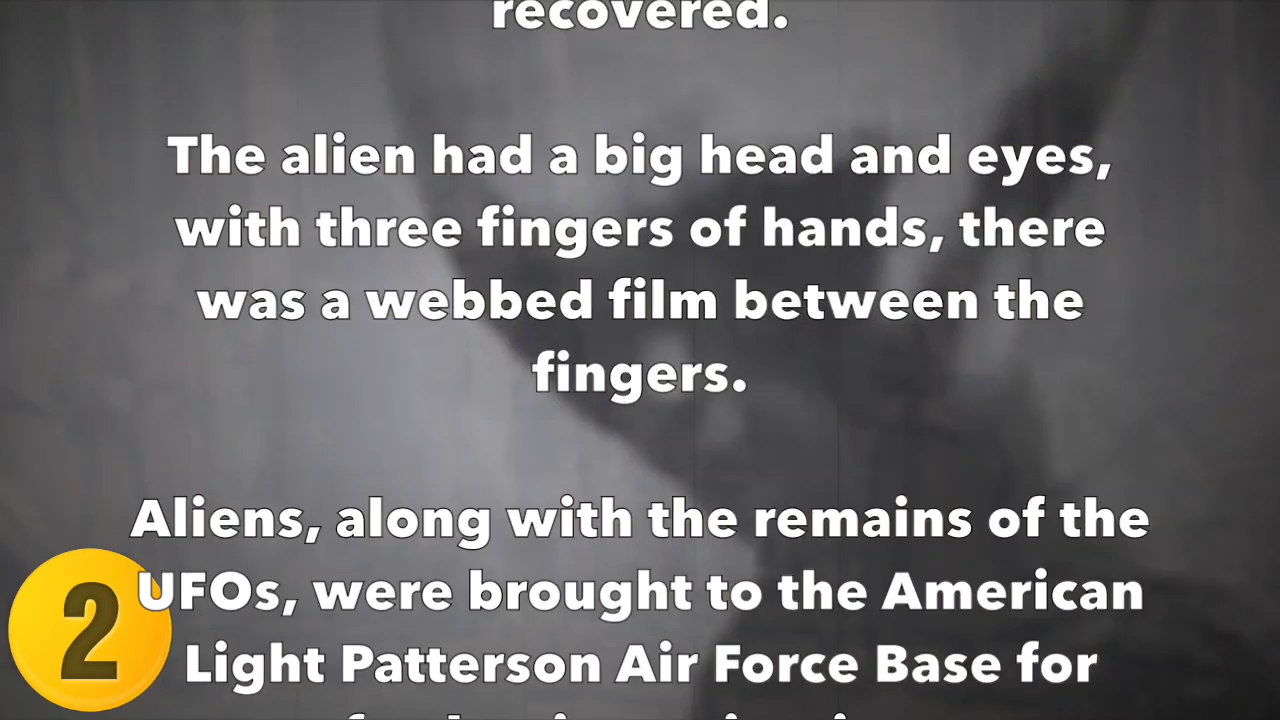 recovered.
The alien had a big head and eyes,
with three fingers of hands, there
was a webbed film between the
fingers.
Aliens, along with the remains of the
UFOs, were brought to the American
Light Patterson Air Force Base for
2